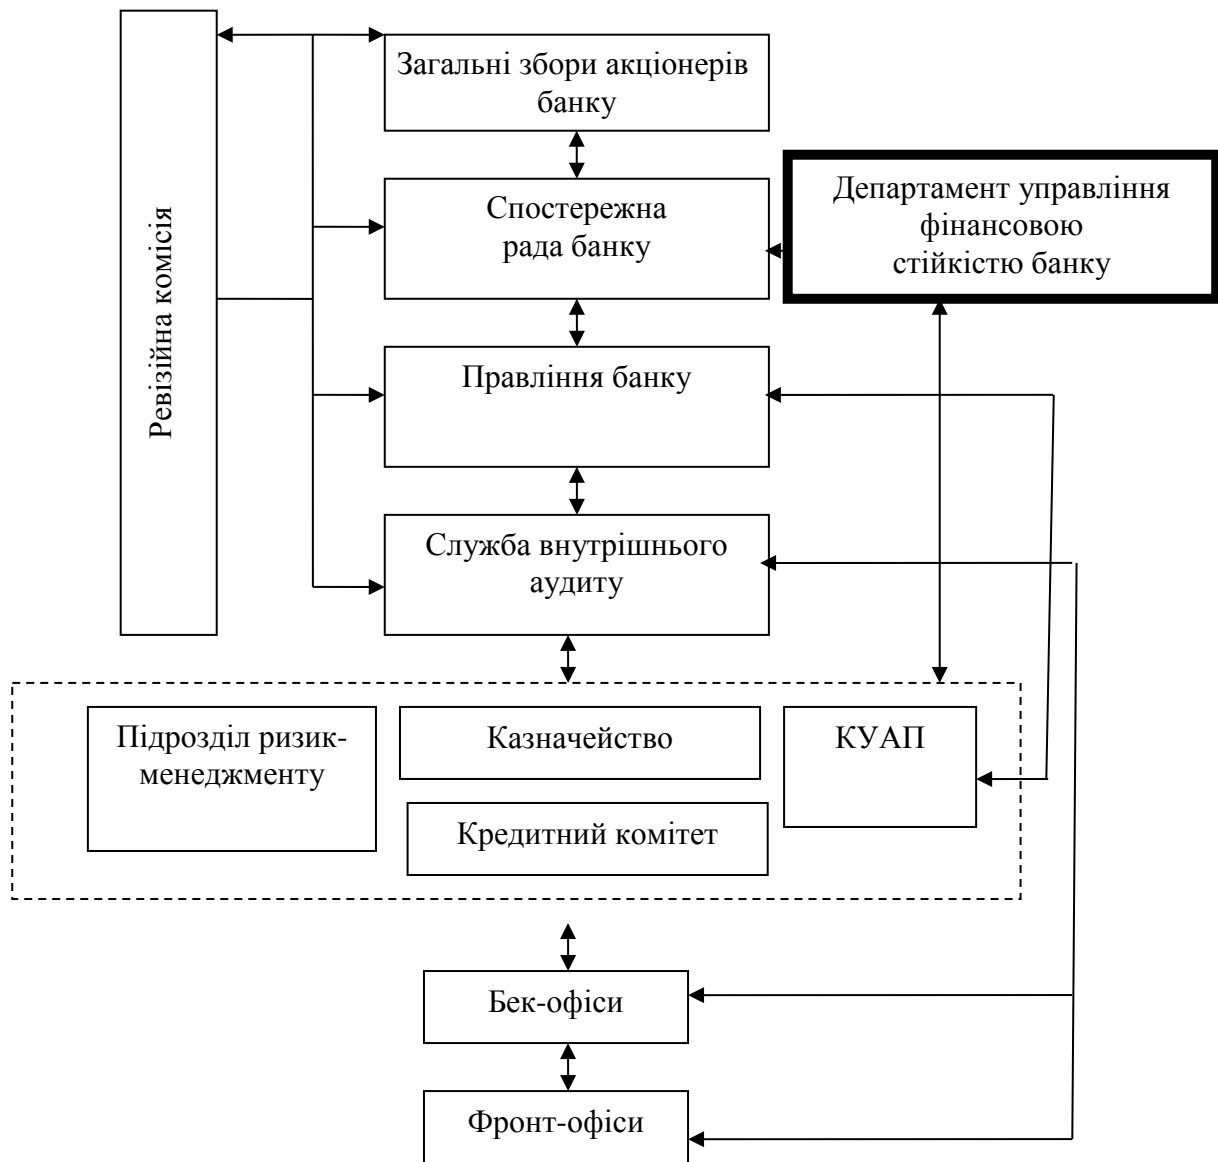 Загальні збори акціонерів
банку
Ревізійна комісія
Спостережна
рада банку
Департамент управління
фінансовою
стійкістю банку
Правління банку
Служба внутрішнього
аудиту
Підрозділ ризик-
менеджменту
Казначейство
КУАП
Кредитний комітет
Бек-офіси
Фронт-офіси